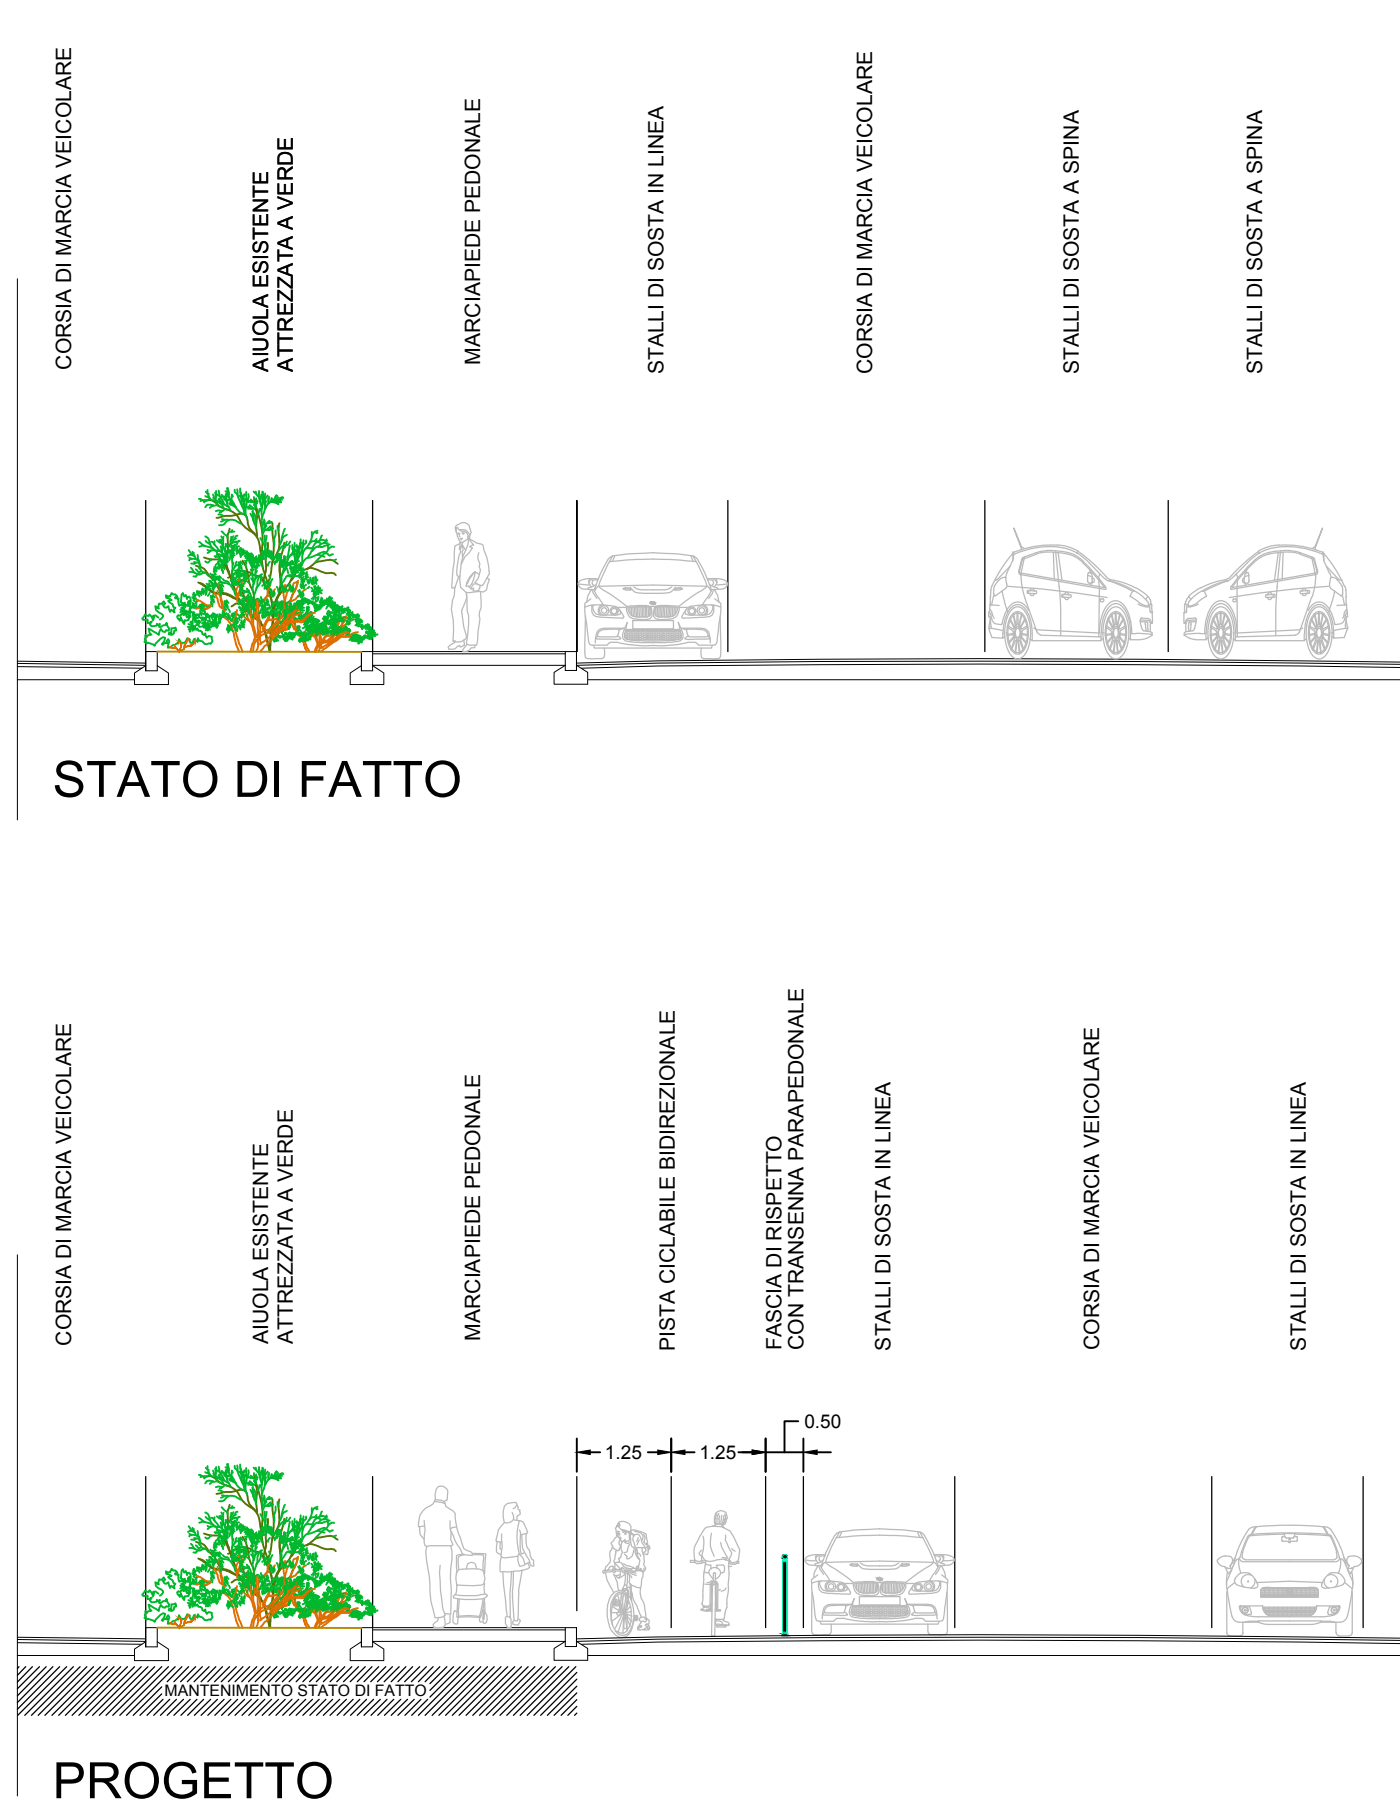 CORSIA DI MARCIA VEICOLARE
AIUOLA ESISTENTE
ATTREZZATA A VERDE
MARCIAPIEDE PEDONALE
STALLI DI SOSTA IN LINEA
CORSIA DI MARCIA VEICOLARE
STALLI DI SOSTA A SPINA
STALLI DI SOSTA A SPINA
STATO DI FATTO
CORSIA DI MARCIA VEICOLARE
AIUOLA ESISTENTE
ATTREZZATA A VERDE
MARCIAPIEDE PEDONALE
PISTA CICLABILE BIDIREZIONALE
FASCIA DI RISPETTO
CON TRANSENNA PARAPEDONALE
STALLI DI SOSTA IN LINEA
CORSIA DI MARCIA VEICOLARE
STALLI DI SOSTA IN LINEA
0.50
1.25
1.25
MANTENIMENTO STATO DI FATTO
PROGETTO